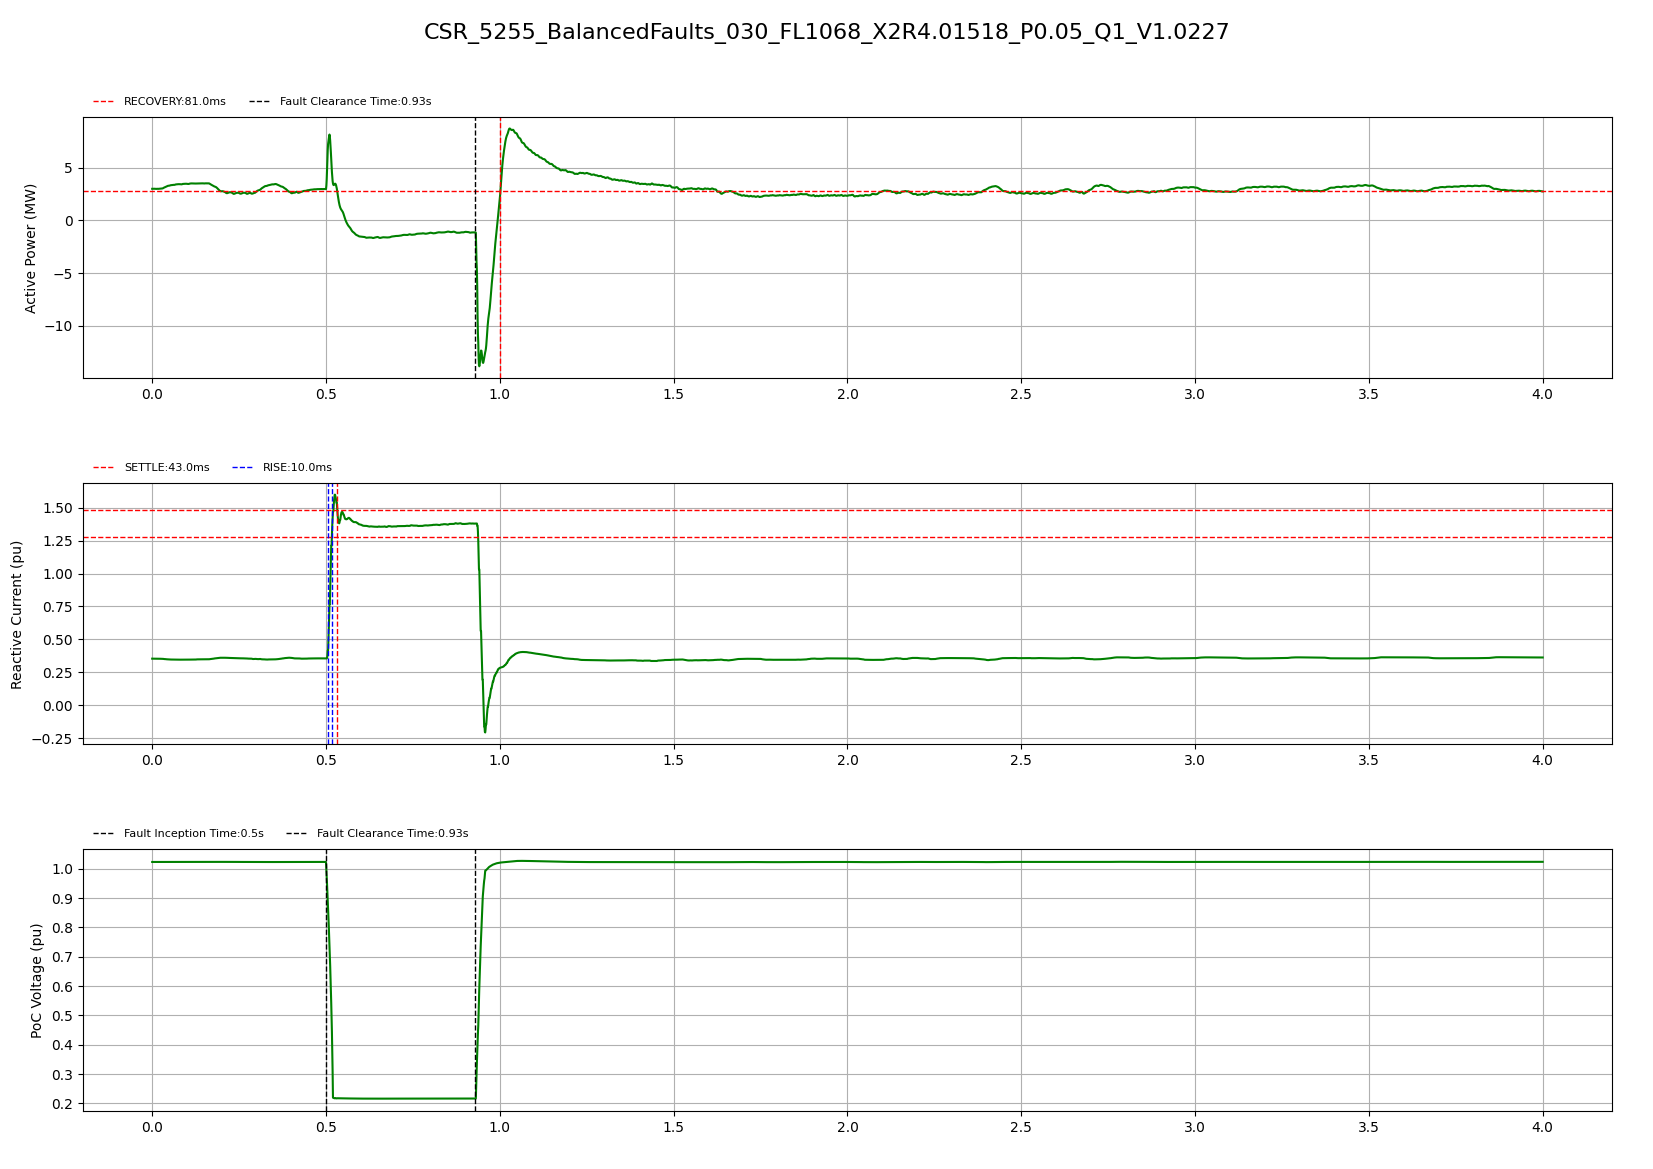 CSR_5255_BalancedFaults_030_FL1068_X2R4.01518_P0.05_Q1_V1.0227
RECOVERY:81.0ms Fault Clearance Time:0.93s
Active Power (MW)
5
0
−5
−10
0.0 0.5 1.0 1.5 2.0 2.5 3.0 3.5 4.0
SETTLE:43.0ms RISE:10.0ms
Reactive Current (pu)
1.50
1.25
1.00
0.75
0.50
0.25
0.00
−0.25
0.0 0.5 1.0 1.5 2.0 2.5 3.0 3.5 4.0
Fault Inception Time:0.5s Fault Clearance Time:0.93s
PoC Voltage (pu)
1.0
0.9
0.8
0.7
0.6
0.5
0.4
0.3
0.2
0.0 0.5 1.0 1.5 2.0 2.5 3.0 3.5 4.0